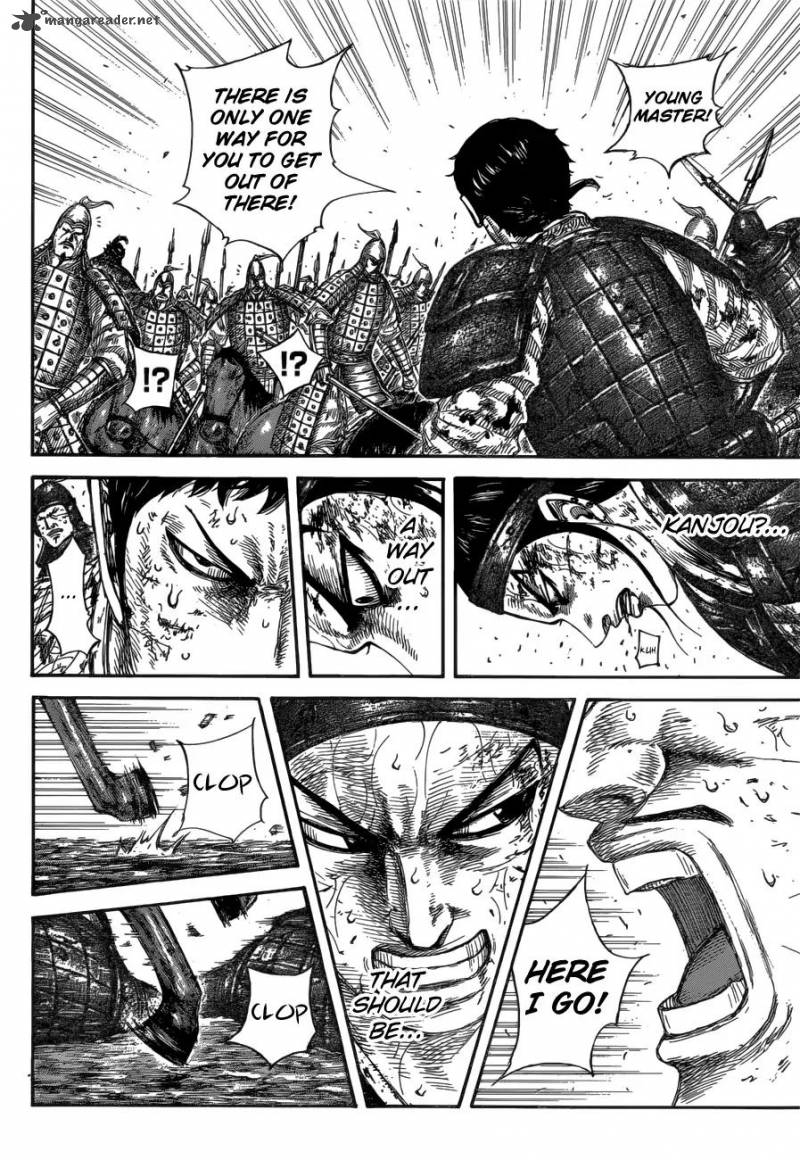 mangareader.net
YOUNG
MASTER!
THERE IS
ONLY ONE
WAY FOR
YOU TO GET
OUT OF
THERE!
!?
!?
KANJOU?...
KUH
A
WAY
OUT
...
...
HERE
I GO!
THAT
SHOULD
BE...
CLOP
CLOP